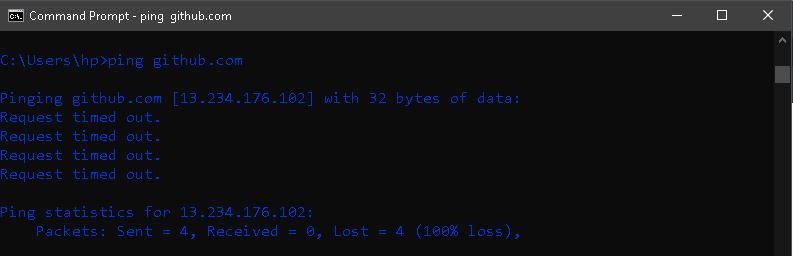 Command Prompt - ping  github.com
C:\Users\hp>ping github.com
Pinging github.com [13.234.176.102] with 32 bytes of data:
Request timed out.
Request timed out.
Request timed out.
Request timed out.
Ping statistics for 13.234.176.102:
    Packets: Sent = 4, Received = 0, Lost = 4 (100% loss),